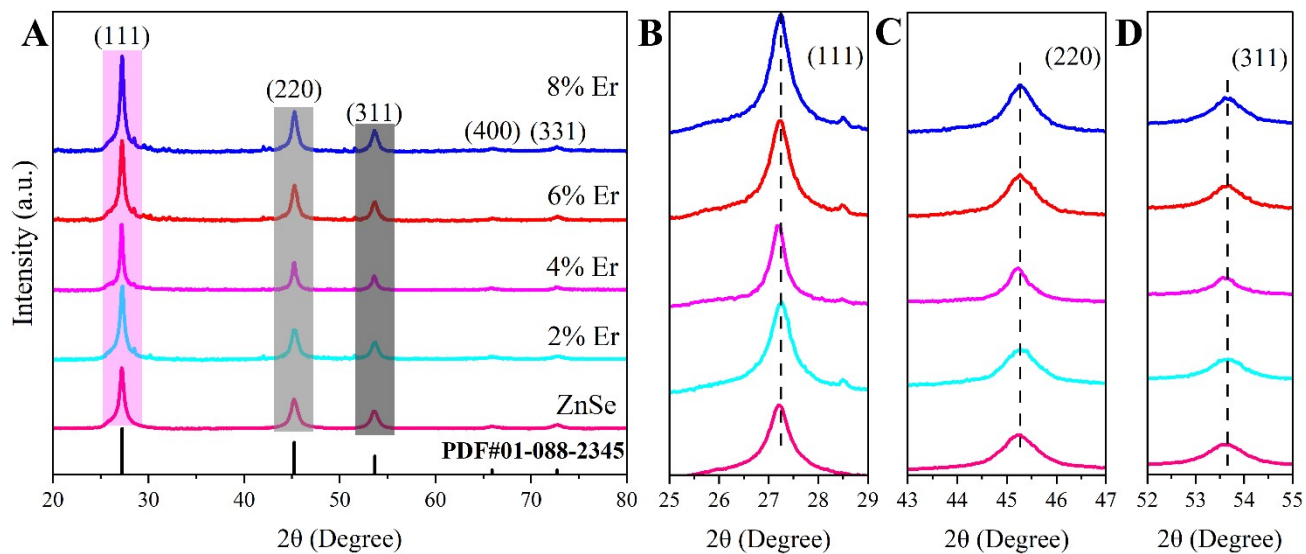 A
(111)
(220)
(311)
(400)
(331)
8% Er
6% Er
4% Er
2% Er
ZnSe
PDF#01-088-2345
Intensity (a.u.)
20 30 40 50 60 70 80
2θ (Degree)
B
(111)
25 26 27 28 29
2θ (Degree)
C
(220)
43 44 45 46 47
2θ (Degree)
D
(311)
52 53 54 55
2θ (Degree)